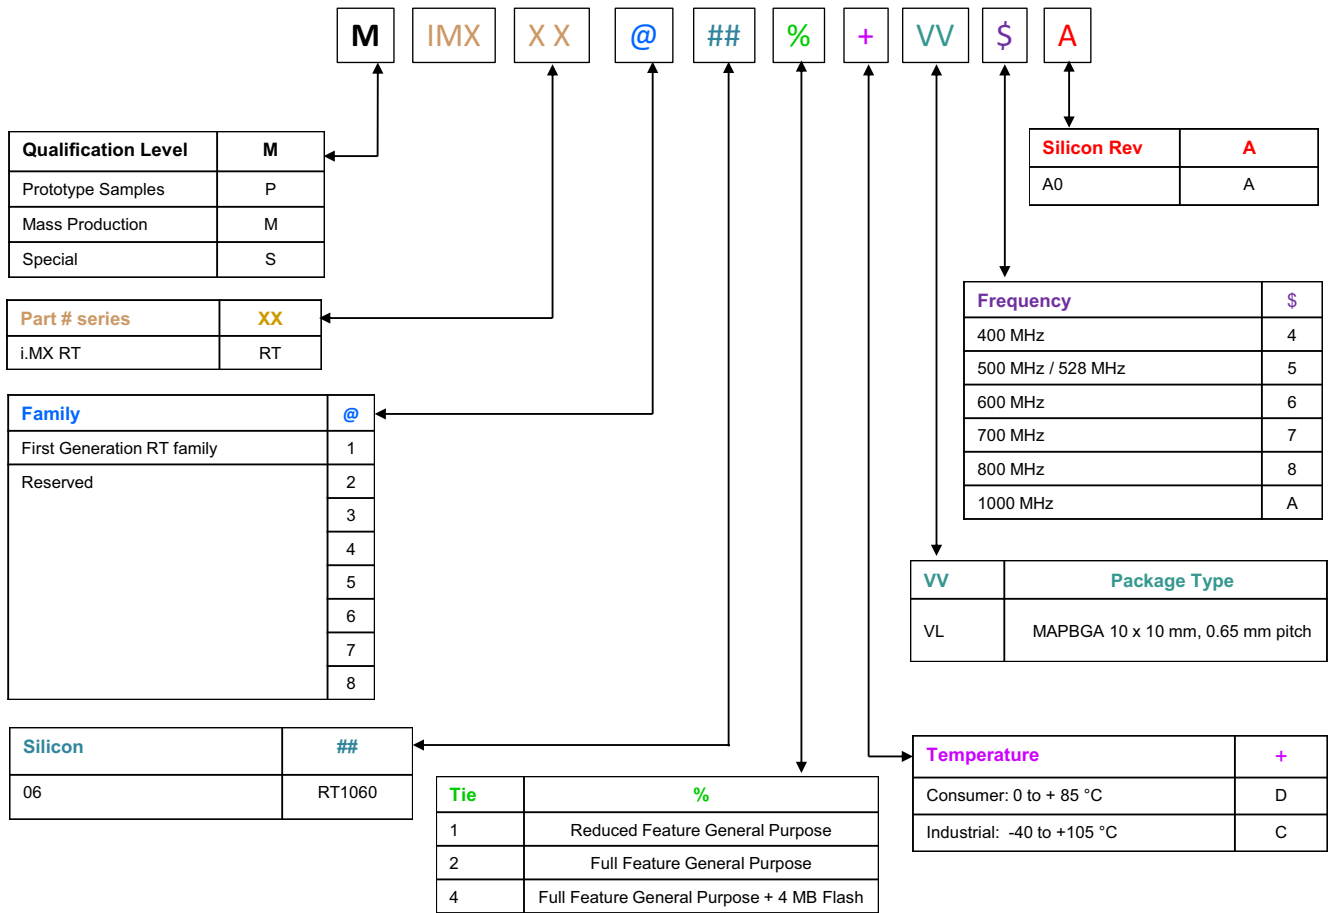 M IMX X X @ ## % + VV $ A
Qualification Level M
Prototype Samples P
Mass Production M
Special S
Silicon Rev A
A0 A
Part # series XX
i.MX RT RT
Frequency $
400 MHz 4
500 MHz / 528 MHz 5
600 MHz 6
700 MHz 7
800 MHz 8
1000 MHz A
Family @
First Generation RT family 1
Reserved 2
3
4
5
6
7
8
VV Package Type
VL MAPBGA 10 x 10 mm, 0.65 mm pitch
Silicon ##
06 RT1060
Tie %
1 Reduced Feature General Purpose
2 Full Feature General Purpose
4 Full Feature General Purpose + 4 MB Flash
Temperature +
Consumer: 0 to + 85 °C D
Industrial: -40 to +105 °C C